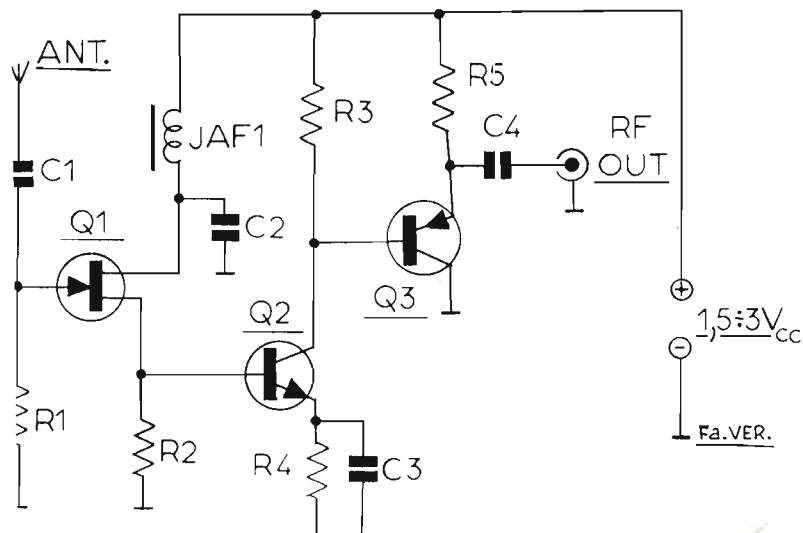 ANT.
R3
R5
C4
RF
OUT
JAF1
C1
C2
Q1
Q3
Q2
1,5÷3Vcc
R1
R2
R4
C3
Fa.VER.